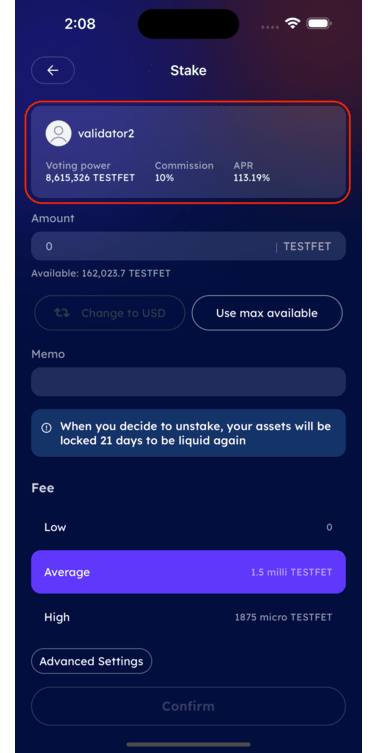 2:08
Stake
validator2
Voting power Commission APR
8,615,326 TESTFET 10% 113.19%
Amount
0 | TESTFET
Available: 162,023.7 TESTFET
Change to USD Use max available
Memo
When you decide to unstake, your assets will be
locked 21 days to be liquid again
Fee
Low 0
Average 1.5 milli TESTFET
High 1875 micro TESTFET
Advanced Settings
Confirm